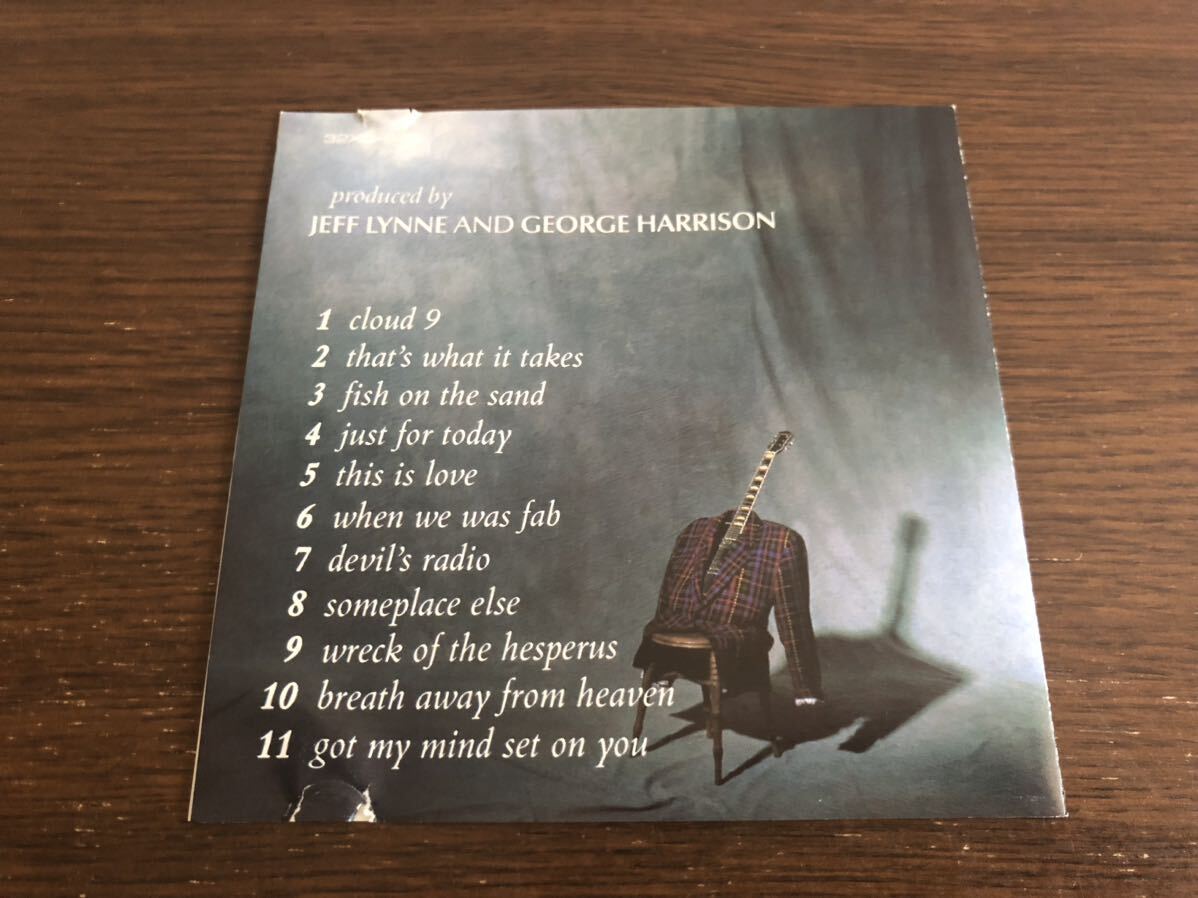 produced by
JEFF LYNNE AND GEORGE HARRISON
1 cloud 9
2 that's what it takes
3 fish on the sand
4 just for today
5 this is love
6 when we was fab
7 devil's radio
8 someplace else
9 wreck of the hesperus
10 breath away from heaven
11 got my mind set on you